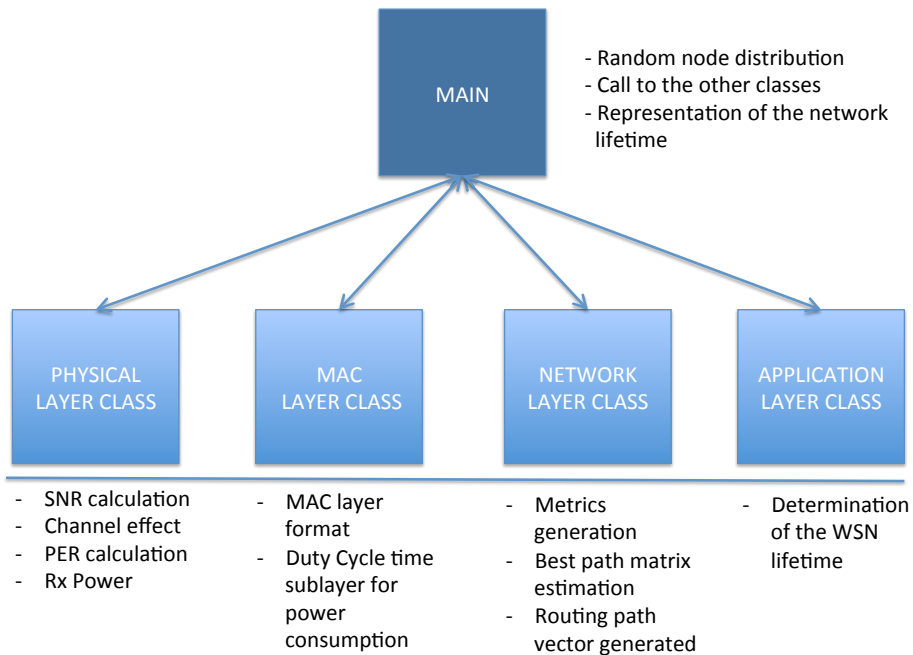 MAIN
- Random node distribution
- Call to the other classes
- Representation of the network
lifetime
PHYSICAL
LAYER CLASS
MAC
LAYER CLASS
NETWORK
LAYER CLASS
APPLICATION
LAYER CLASS
- SNR calculation
- Channel effect
- PER calculation
- Rx Power
- MAC layer
format
- Duty Cycle time
sublayer for
power
consumption
- Metrics
generation
- Best path matrix
estimation
- Routing path
vector generated
- Determination
of the WSN
lifetime